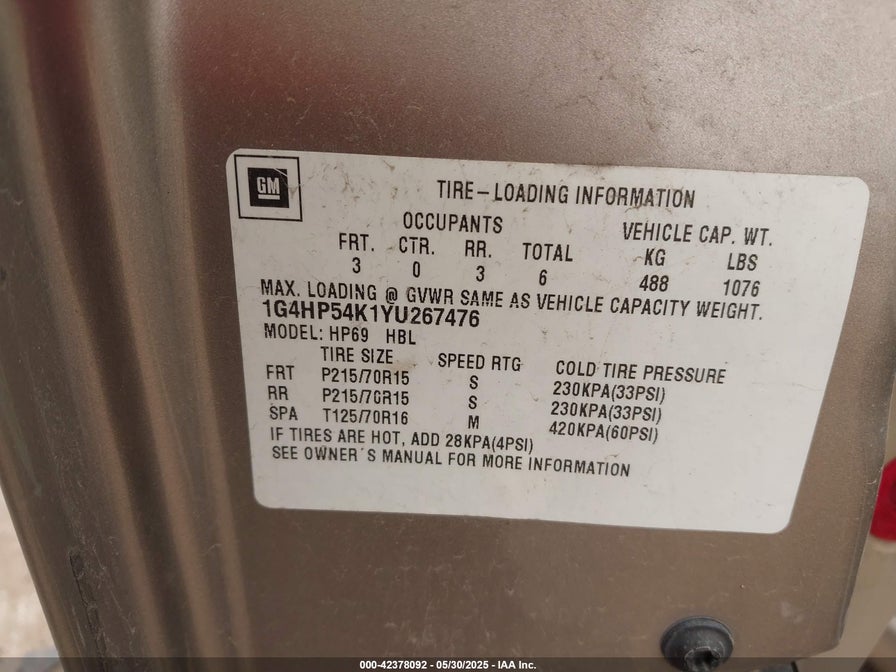 GM
TIRE-LOADING INFORMATION
OCCUPANTS VEHICLE CAP. WT.
FRT. CTR. RR. TOTAL KG LBS
3 0 3 6 488 1076
MAX. LOADING @ GVWR SAME AS VEHICLE CAPACITY WEIGHT.
1G4HP54K1YU267476
MODEL: HP69 HBL
TIRE SIZE SPEED RTG COLD TIRE PRESSURE
FRT P215/70R15 S 230KPA(33PSI)
RR P215/70R15 S 230KPA(33PSI)
SPA T125/70R16 M 420KPA(60PSI)
IF TIRES ARE HOT, ADD 28KPA(4PSI)
SEE OWNER´S MANUAL FOR MORE INFORMATION
000-42378092 - 05/30/2025 - IAA Inc.